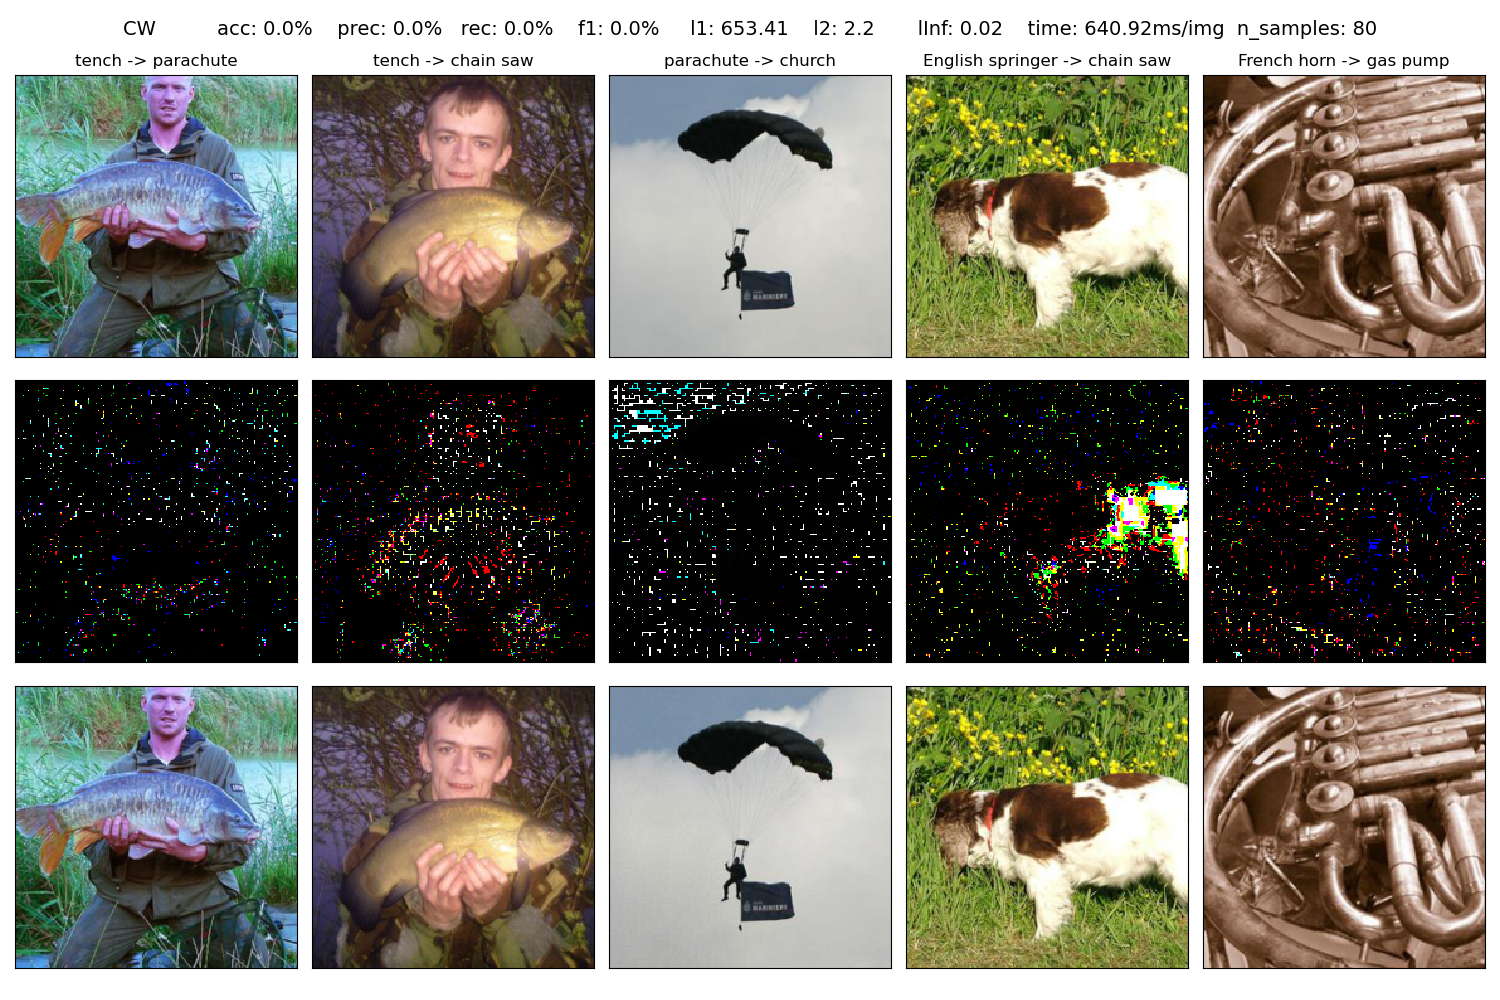 CW acc: 0.0% prec: 0.0% rec: 0.0% f1: 0.0% l1: 653.41 l2: 2.2 lInf: 0.02 time: 640.92ms/img n_samples: 80
tench -> parachute
tench -> chain saw
parachute -> church
English springer -> chain saw
French horn -> gas pump